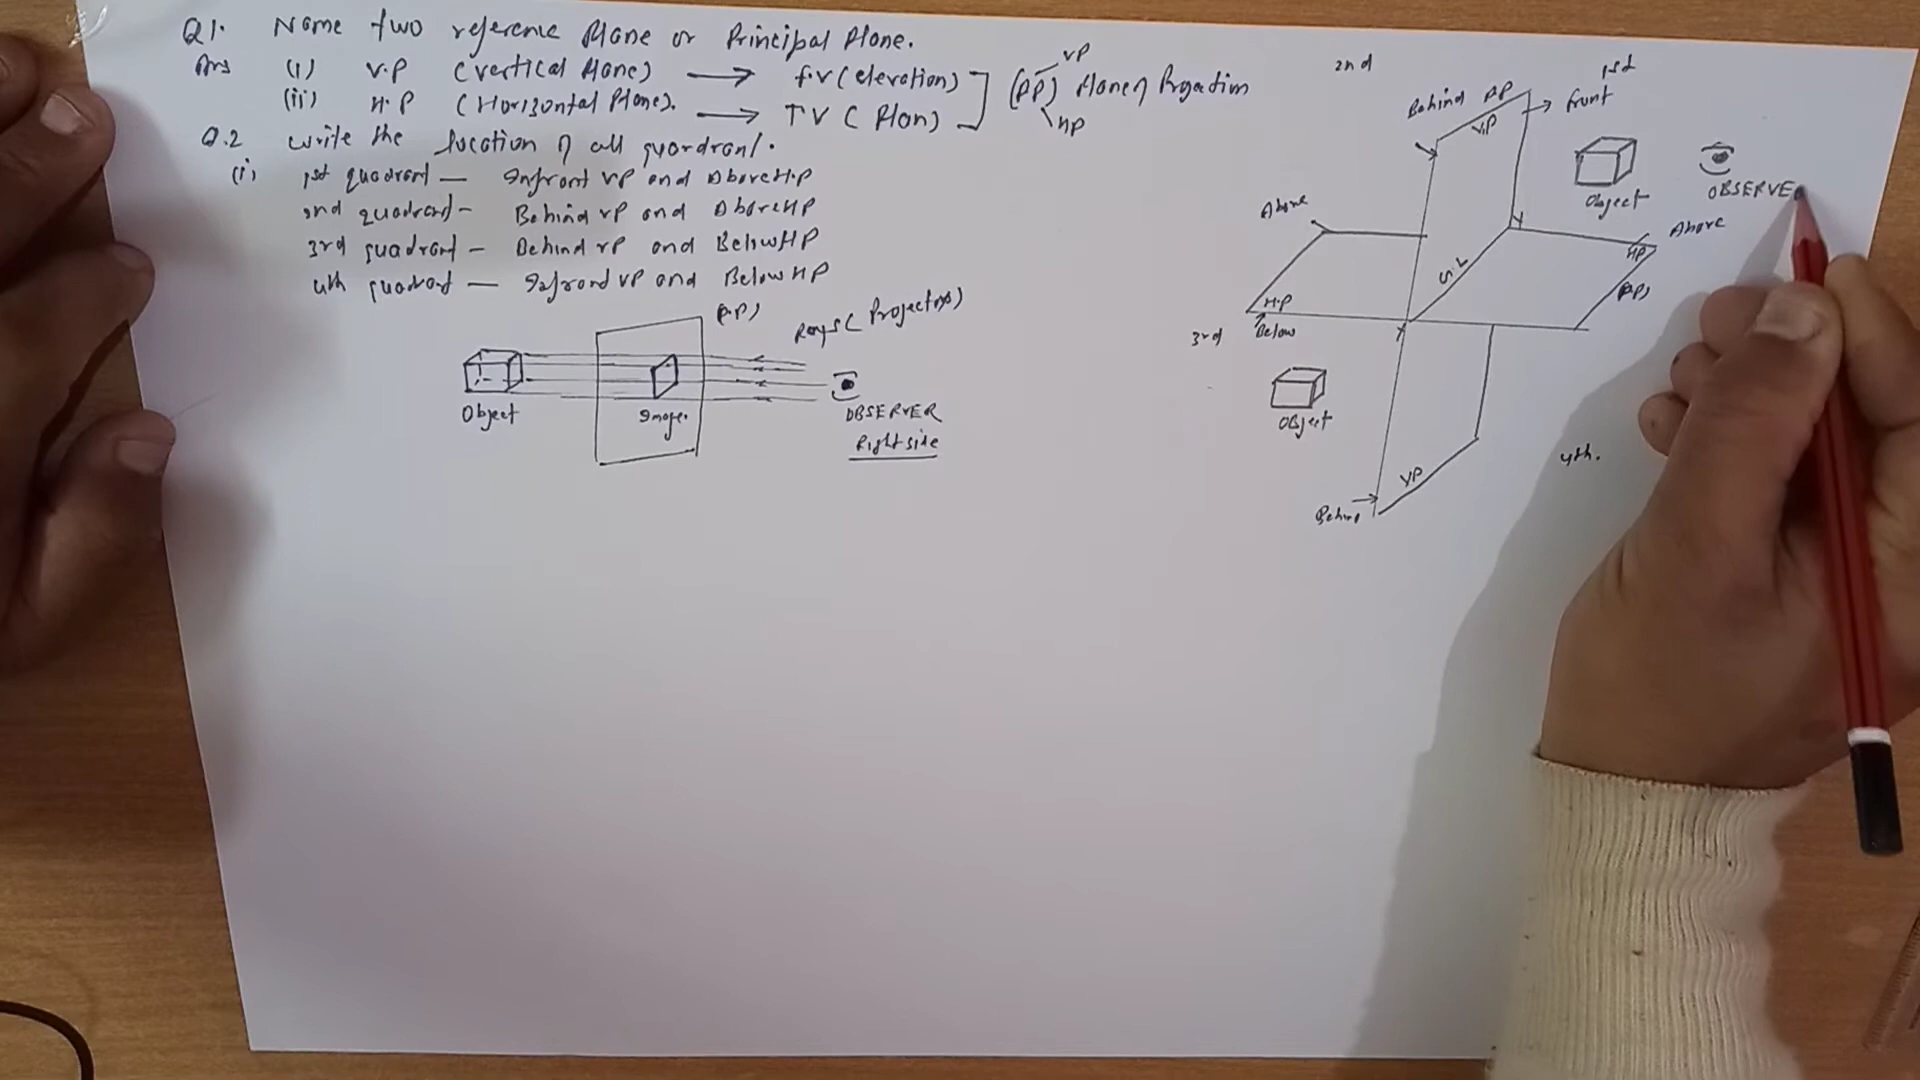 Q1. Name two reference Plane or Principal Plane.
Ans (i) V.P (Vertical Plane) → f.v (elevation)
(ii) H.P (Horizontal Plane). → TV (Plan)
(PP) Plane of Projection
VP
HP
Q.2 Write the location of all quadrant.
(i) 1st quadrant — Infront VP and Above H.P
2nd quadrant - Behind VP and Above HP
3rd quadrant - Behind VP and Below HP
4th quadrant — Infront VP and Below HP
(P.P)
Rays (Projectors)
Object
Image.
OBSERVER
Right side
2nd
1st
Behind PP
Front
VP
Object
OBSERVE
Above
Above
Y
HP
G.L
(PP)
H.P
Below
X
3rd
Object
4th.
VP
Behind